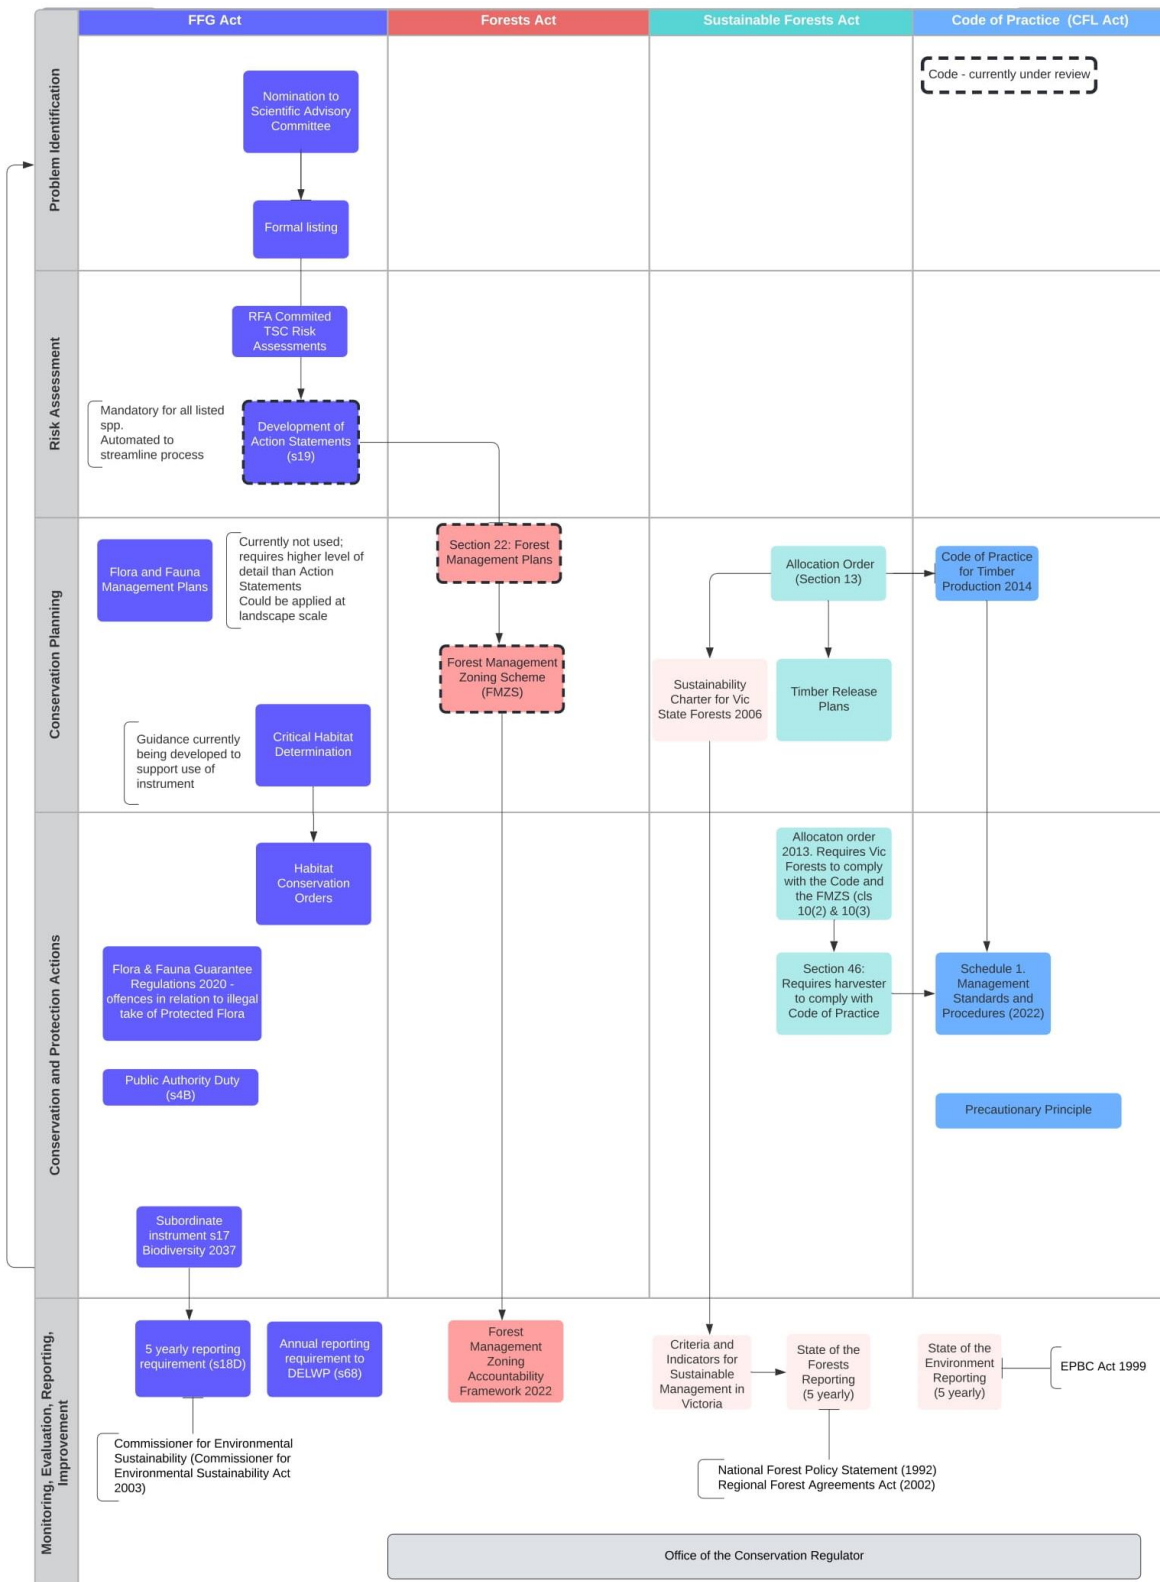 FFG Act
Forests Act
Sustainable Forests Act
Code of Practice (CFL Act)
Problem Identification
Nomination to
Scientific Advisory
Committee
Code - currently under review
Formal listing
Risk Assessment
RFA Commited
TSC Risk
Assessments
Mandatory for all listed
spp.
Automated to
streamline process
Development of
Action Statements
(s19)
Conservation Planning
Flora and Fauna
Management Plans
Currently not used;
requires higher level of
detail than Action
Statements
Could be applied at
landscape scale
Section 22: Forest
Management Plans
Allocation Order
(Section 13)
Code of Practice
for Timber
Production 2014
Forest Management
Zoning Scheme
(FMZS)
Sustainability
Charter for Vic
State Forests 2006
Timber Release
Plans
Guidance currently
being developed to
support use of
instrument
Critical Habitat
Determination
Conservation and Protection Actions
Habitat
Conservation
Orders
Allocaton order
2013. Requires Vic
Forests to comply
with the Code and
the FMZS (cls
10(2) & 10(3)
Flora & Fauna Guarantee
Regulations 2020 -
offences in relation to illegal
take of Protected Flora
Section 46:
Requires harvester
to comply with
Code of Practice
Schedule 1.
Management
Standards and
Procedures (2022)
Public Authority Duty
(s4B)
Precautionary Principle
Subordinate
instrument s17
Biodiversity 2037
Monitoring, Evaluation, Reporting,
Improvement
5 yearly reporting
requirement (s18D)
Annual reporting
requirement to
DELWP (s68)
Forest
Management
Zoning
Accountability
Framework 2022
Criteria and
Indicators for
Sustainable
Management in
Victoria
State of the
Forests
Reporting
(5 yearly)
State of the
Environment
Reporting
(5 yearly)
EPBC Act 1999
Commissioner for Environmental
Sustainability (Commissioner for
Environmental Sustainability Act
2003)
National Forest Policy Statement (1992)
Regional Forest Agreements Act (2002)
Office of the Conservation Regulator